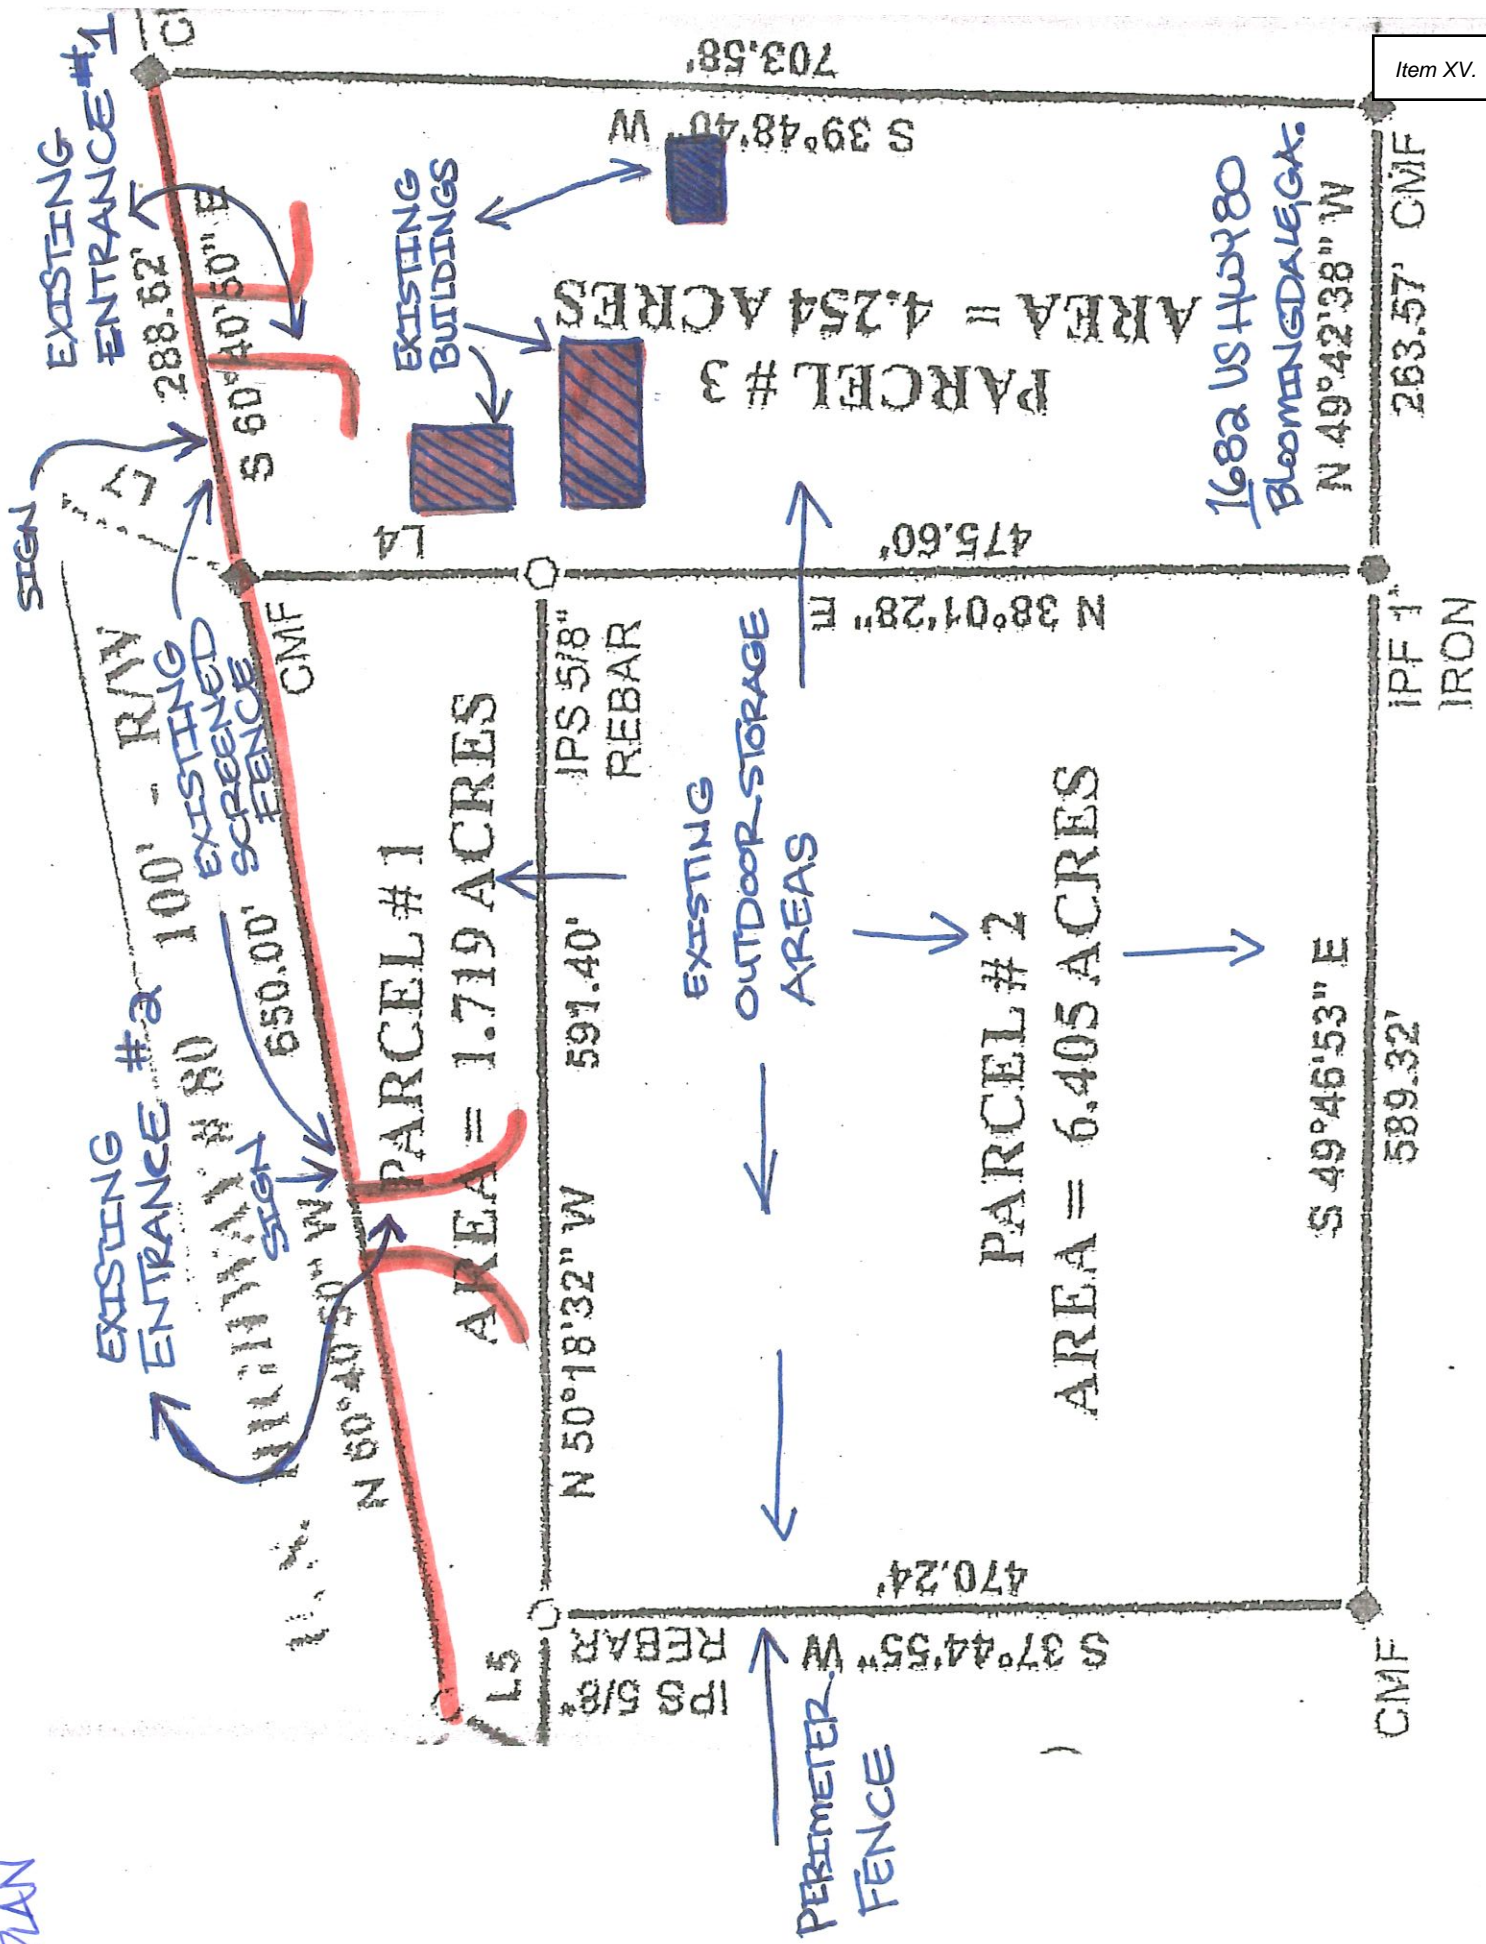 Item XV.
PLAN
SIGN
EXISTING
ENTRANCE #1
288.62'
S 60°40'50" E
703.58'
S 39°48'40" W
EXISTING
BUILDINGS
PARCEL # 3
AREA = 4.254 ACRES
1682 US HWY 80
BLOOMINGDALE, GA.
N 49°42'38" W
263.57' CMF
L4
CMF
475.60'
N 38°01'28" E
IPF 1"
IRON
100' - R/W
HIGHWAY # 80
EXISTING
SCREENED
FENCE
650.00'
N 60°40'50" W
EXISTING
ENTRANCE #2
SIGN
PARCEL # 1
AREA = 1.719 ACRES
IPS 5/8"
REBAR
591.40'
N 50°18'32" W
EXISTING
OUTDOOR STORAGE
AREAS
PARCEL # 2
AREA = 6.405 ACRES
S 49°46'53" E
589.32'
470.24'
S 37°44'55" W
L5
IPS 5/8"
REBAR
PERIMETER
FENCE
CMF